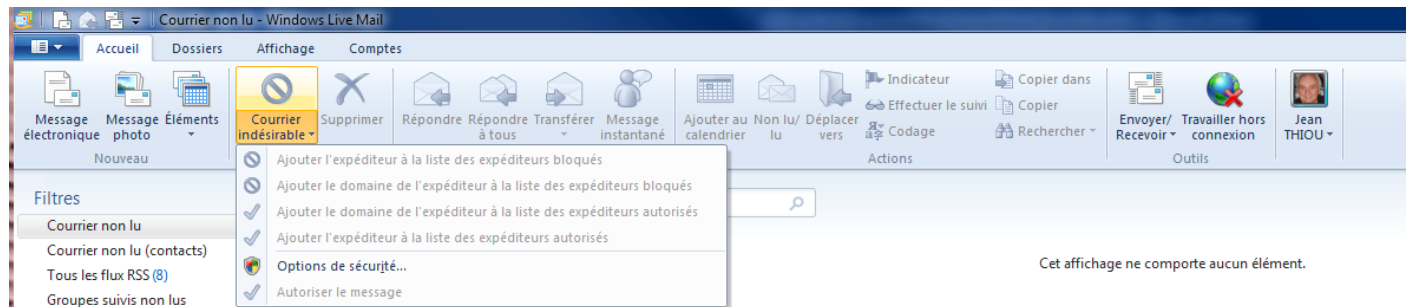 Courrier non lu - Windows Live Mail
Accueil Dossiers Affichage Comptes
Message électronique
Message photo
Éléments
Courrier indésirable
Supprimer
Répondre
Répondre à tous
Transférer
Message instantané
Ajouter au calendrier
Non lu/ lu
Déplacer vers
Indicateur
Effectuer le suivi
Codage
Copier dans
Copier
Rechercher
Envoyer/ Recevoir
Travailler hors connexion
Jean THIOU
Nouveau
Actions
Outils
Ajouter l'expéditeur à la liste des expéditeurs bloqués
Ajouter le domaine de l'expéditeur à la liste des expéditeurs bloqués
Ajouter le domaine de l'expéditeur à la liste des expéditeurs autorisés
Ajouter l'expéditeur à la liste des expéditeurs autorisés
Options de sécurité...
Autoriser le message
Filtres
Courrier non lu
Courrier non lu (contacts)
Tous les flux RSS (8)
Groupes suivis non lus
Cet affichage ne comporte aucun élément.